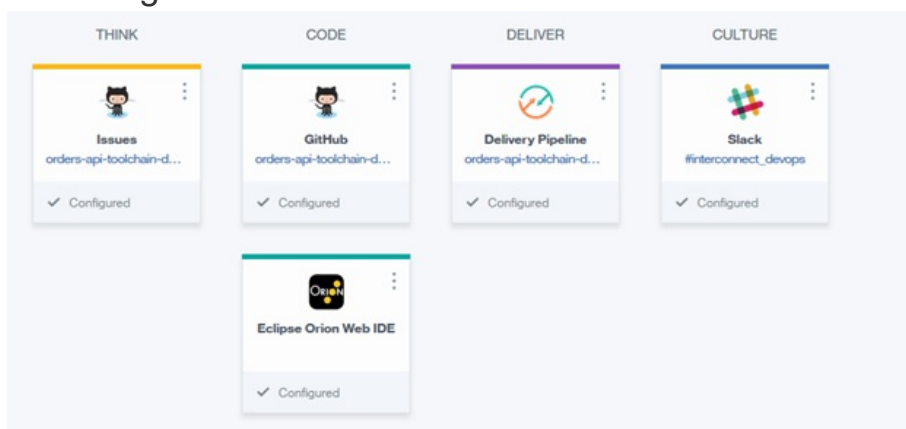 THINK CODE DELIVER CULTURE
Issues
orders-api-toolchain-d...
Configured
GitHub
orders-api-toolchain-d...
Configured
Delivery Pipeline
orders-api-toolchain-d...
Configured
Slack
#interconnect_devops
Configured
ORION
Eclipse Orion Web IDE
Configured